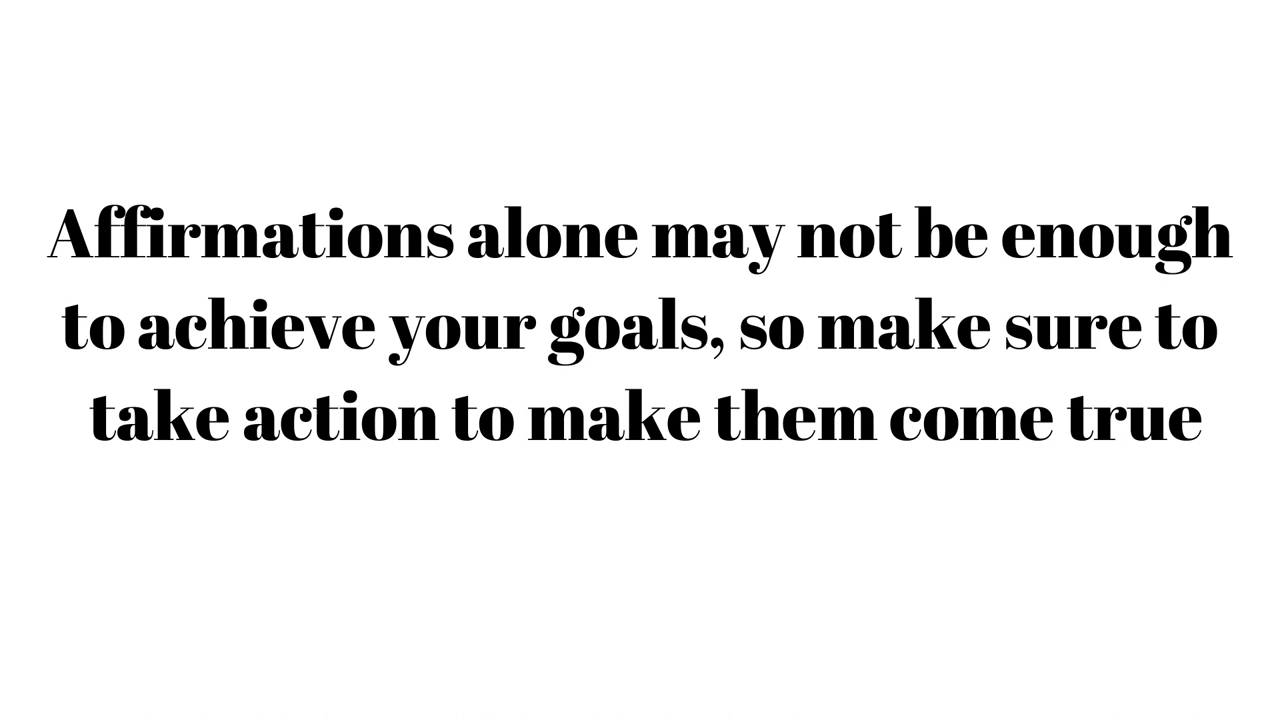 Affirmations alone may not be enough
to achieve your goals, so make sure to
take action to make them come true